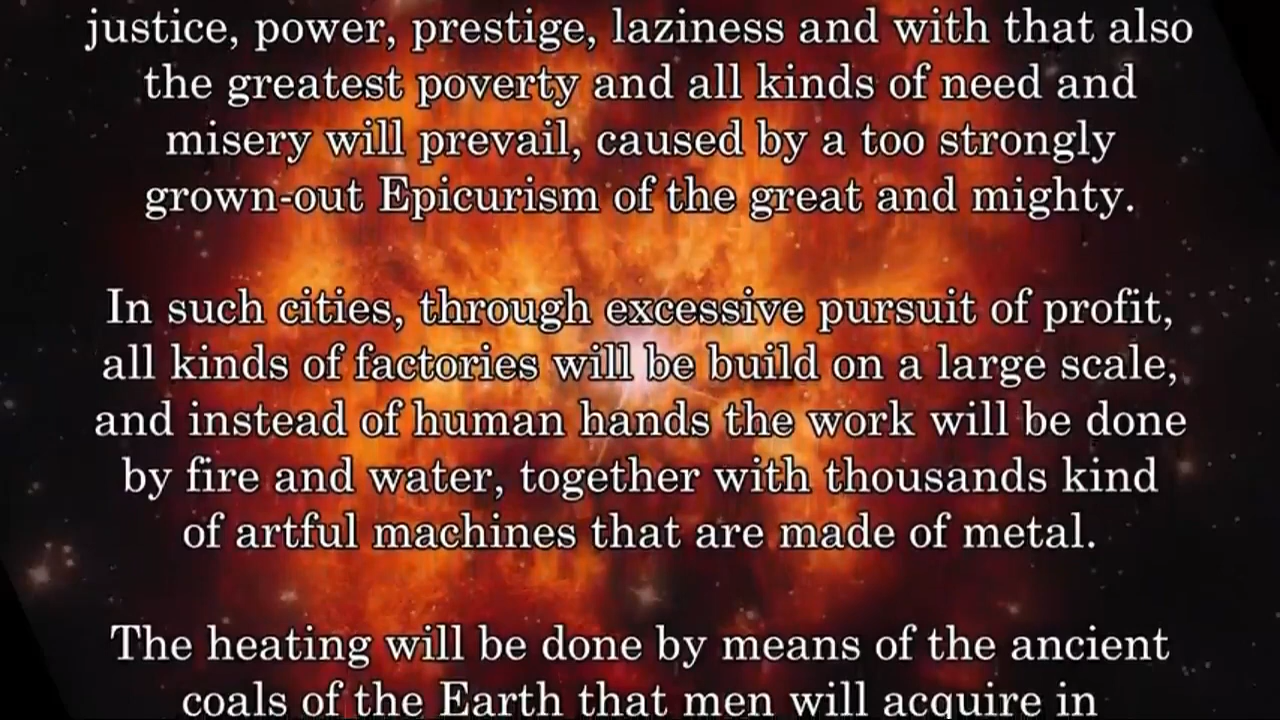 justice, power, prestige, laziness and with that also
the greatest poverty and all kinds of need and
misery will prevail, caused by a too strongly
grown-out Epicurism of the great and mighty.
In such cities, through excessive pursuit of profit,
all kinds of factories will be build on a large scale,
and instead of human hands the work will be done
by fire and water, together with thousands kind
of artful machines that are made of metal.
The heating will be done by means of the ancient
coals of the Earth that men will acquire in